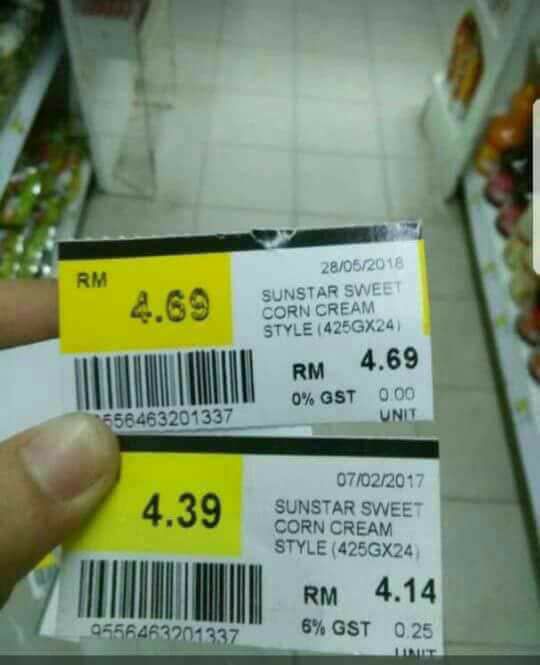 28/05/2018
RM
4.69
SUNSTAR SWEET
CORN CREAM
STYLE (425GX24)
RM 4.69
0% GST 0.00
9556463201337
UNIT
07/02/2017
4.39
SUNSTAR SWEET
CORN CREAM
STYLE (425GX24)
RM 4.14
6% GST 0.25
9556463201337
UNIT